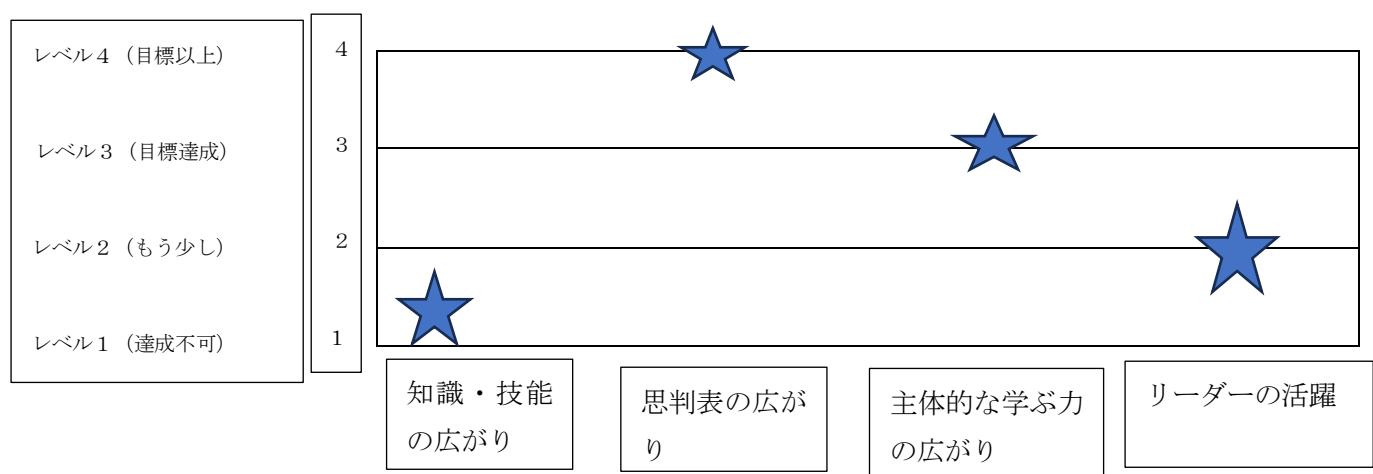 レベル４（目標以上）
レベル３（目標達成）
レベル２（もう少し）
レベル１（達成不可）
4
3
2
1
知識・技能
の広がり
思判表の広が
り
主体的な学ぶ力
の広がり
リーダーの活躍